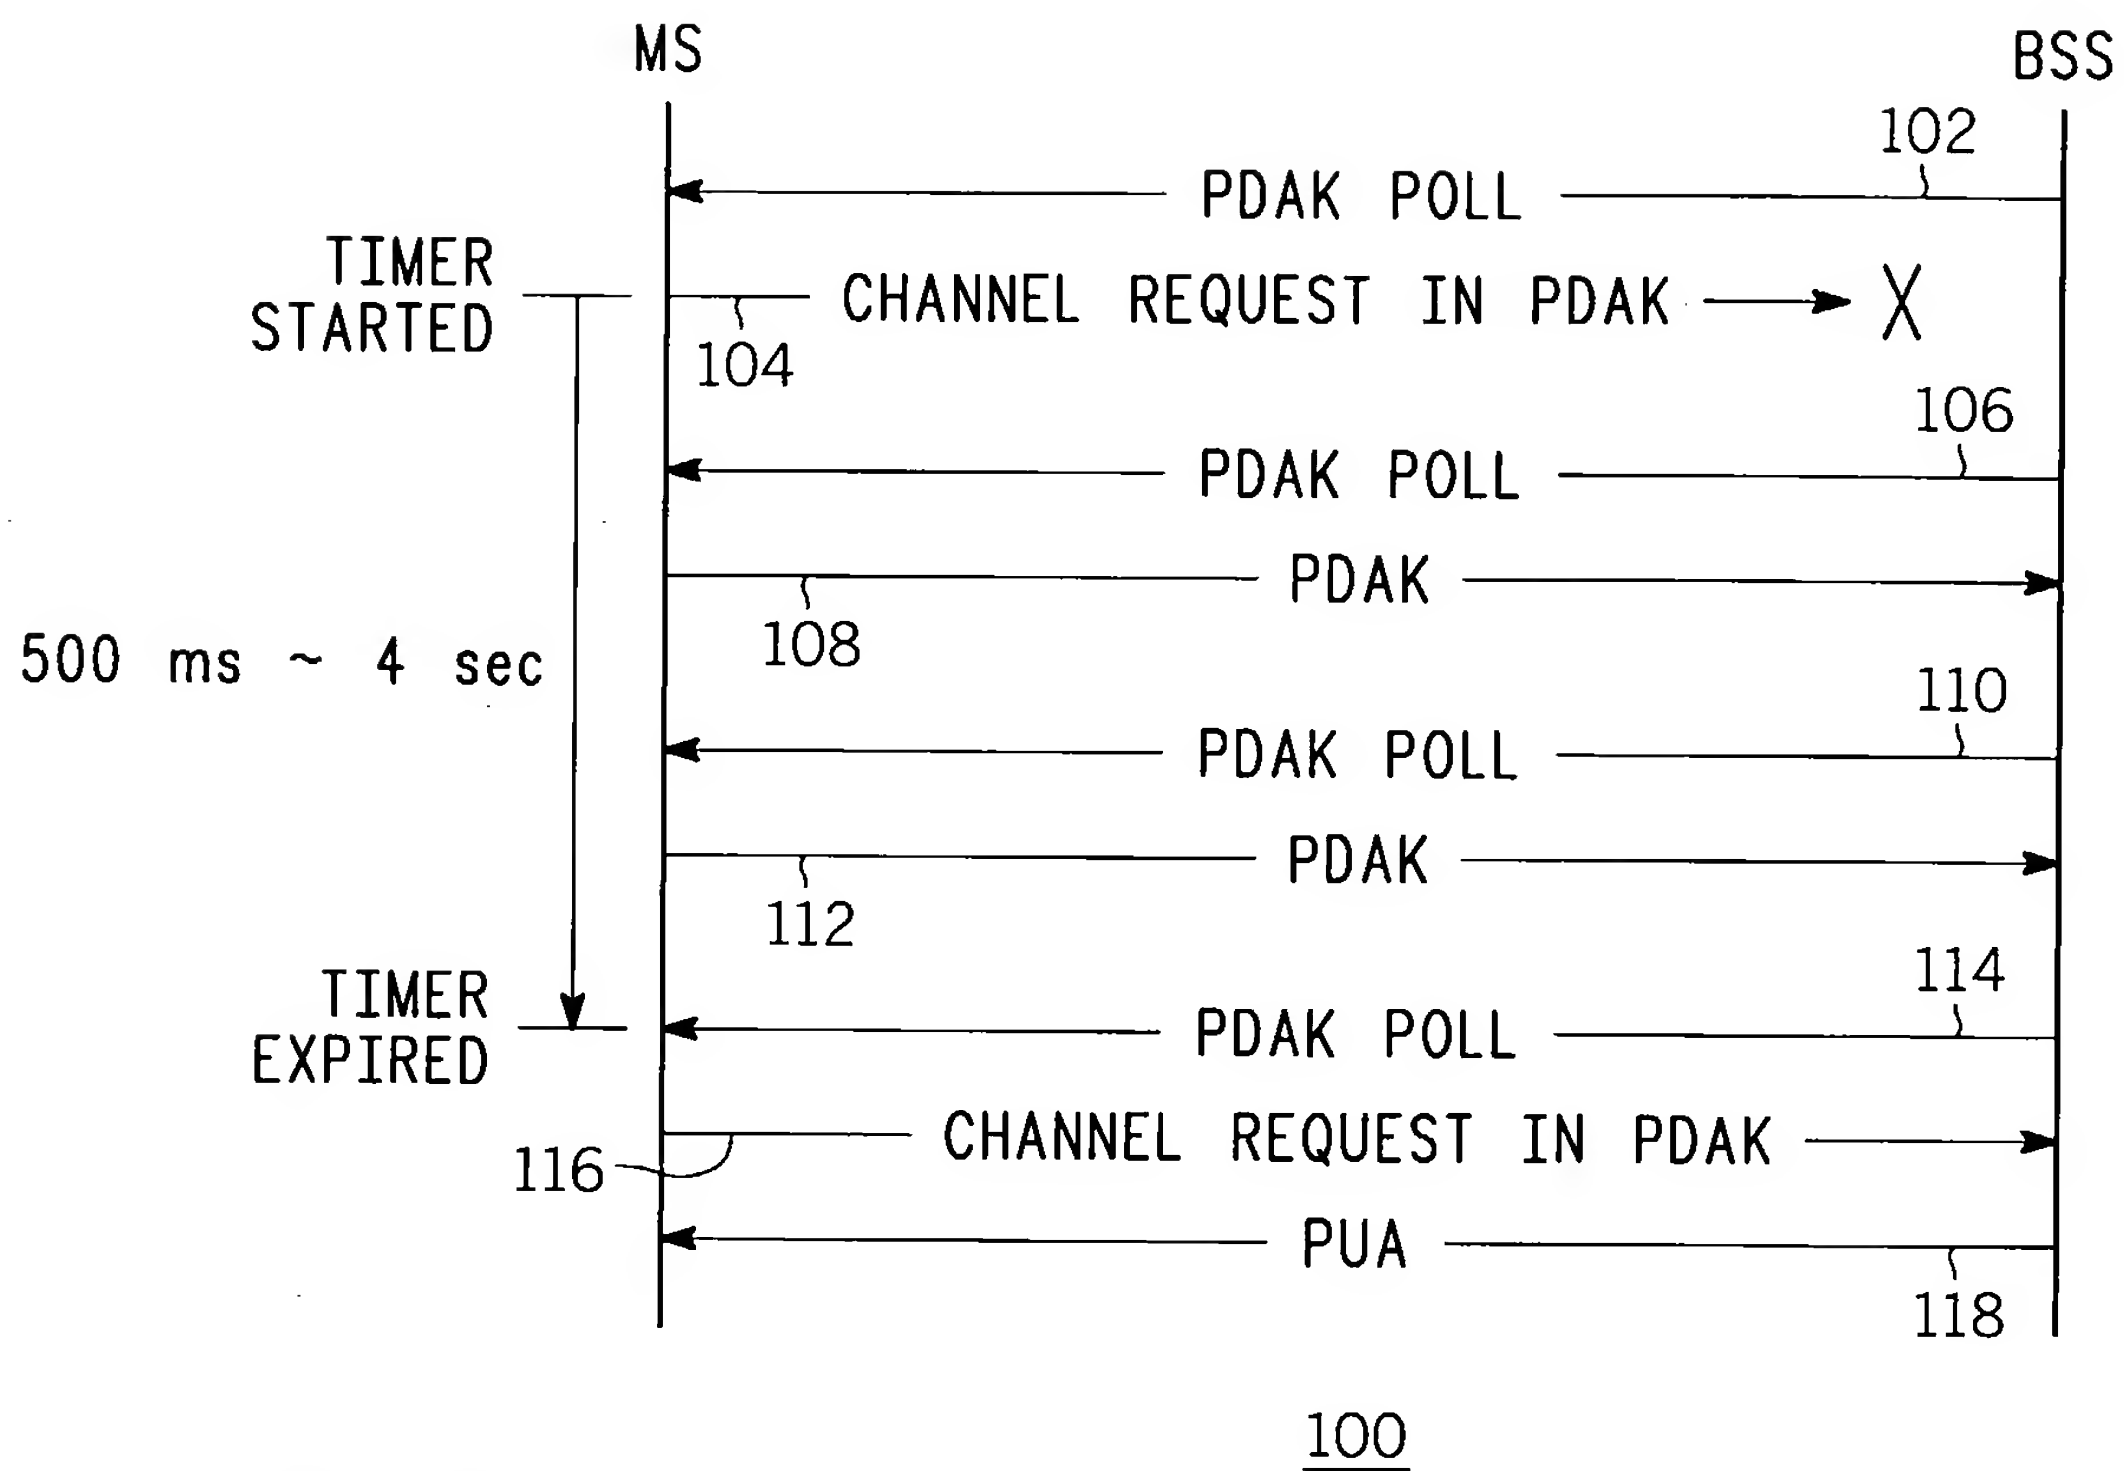 MS
BSS
102
PDAK POLL
TIMER
STARTED
CHANNEL REQUEST IN PDAK
X
104
106
PDAK POLL
PDAK
108
500 ms ~ 4 sec
110
PDAK POLL
PDAK
112
114
TIMER
EXPIRED
PDAK POLL
CHANNEL REQUEST IN PDAK
116
PUA
118
100